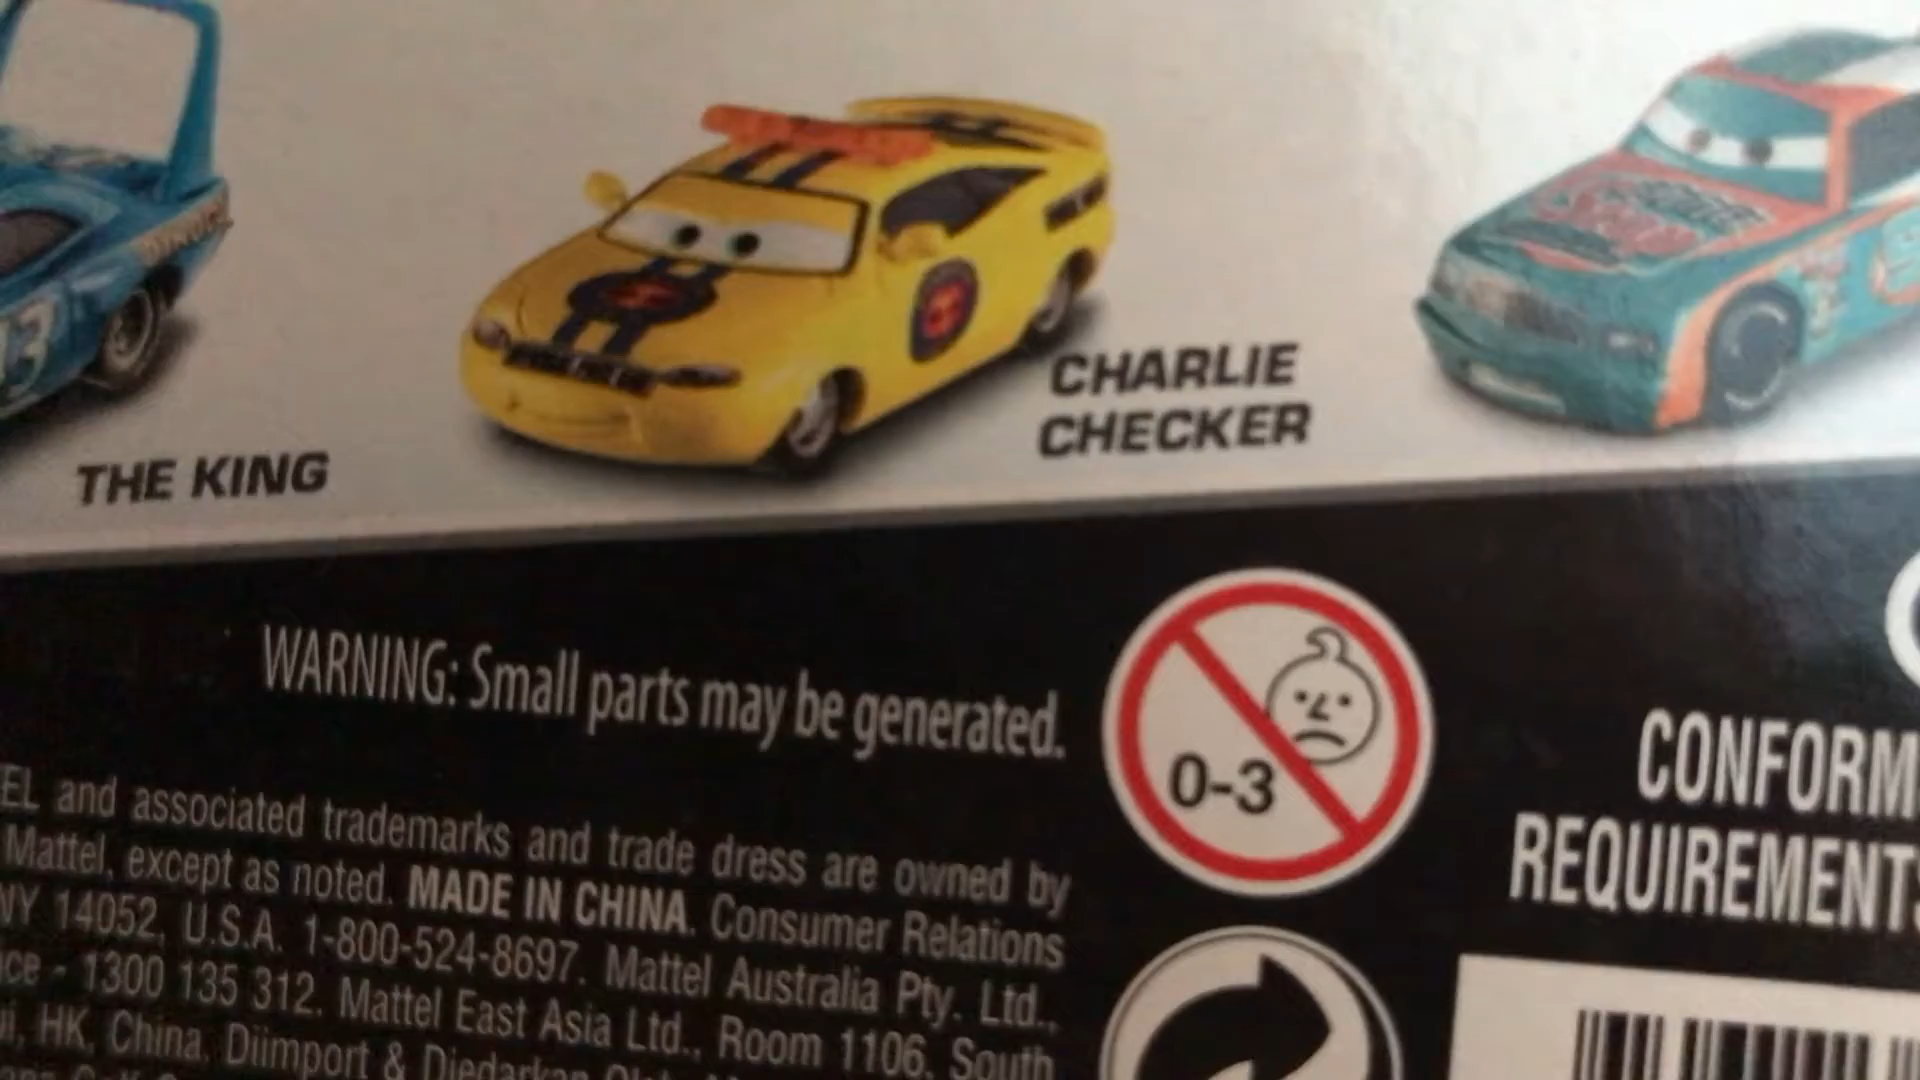 THE KING
CHARLIE
CHECKER
WARNING: Small parts may be generated.
0-3
CONFORM
REQUIREMENTS
EL and associated trademarks and trade dress are owned by
Mattel, except as noted. MADE IN CHINA. Consumer Relations
NY 14052, U.S.A. 1-800-524-8697. Mattel Australia Pty. Ltd.,
ice - 1300 135 312. Mattel East Asia Ltd., Room 1106, South
HK, China. Diimport & Diedarkan